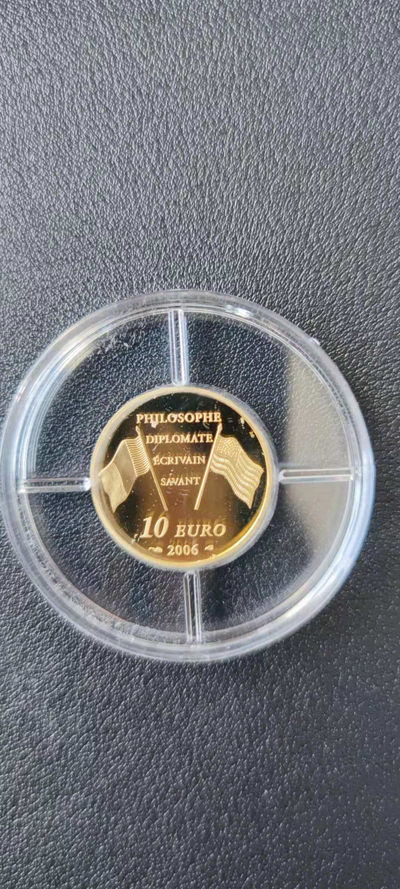 PHILOSOPHE
DIPLOMATE
ÉCRIVAIN
SAVANT
10 EURO
2006